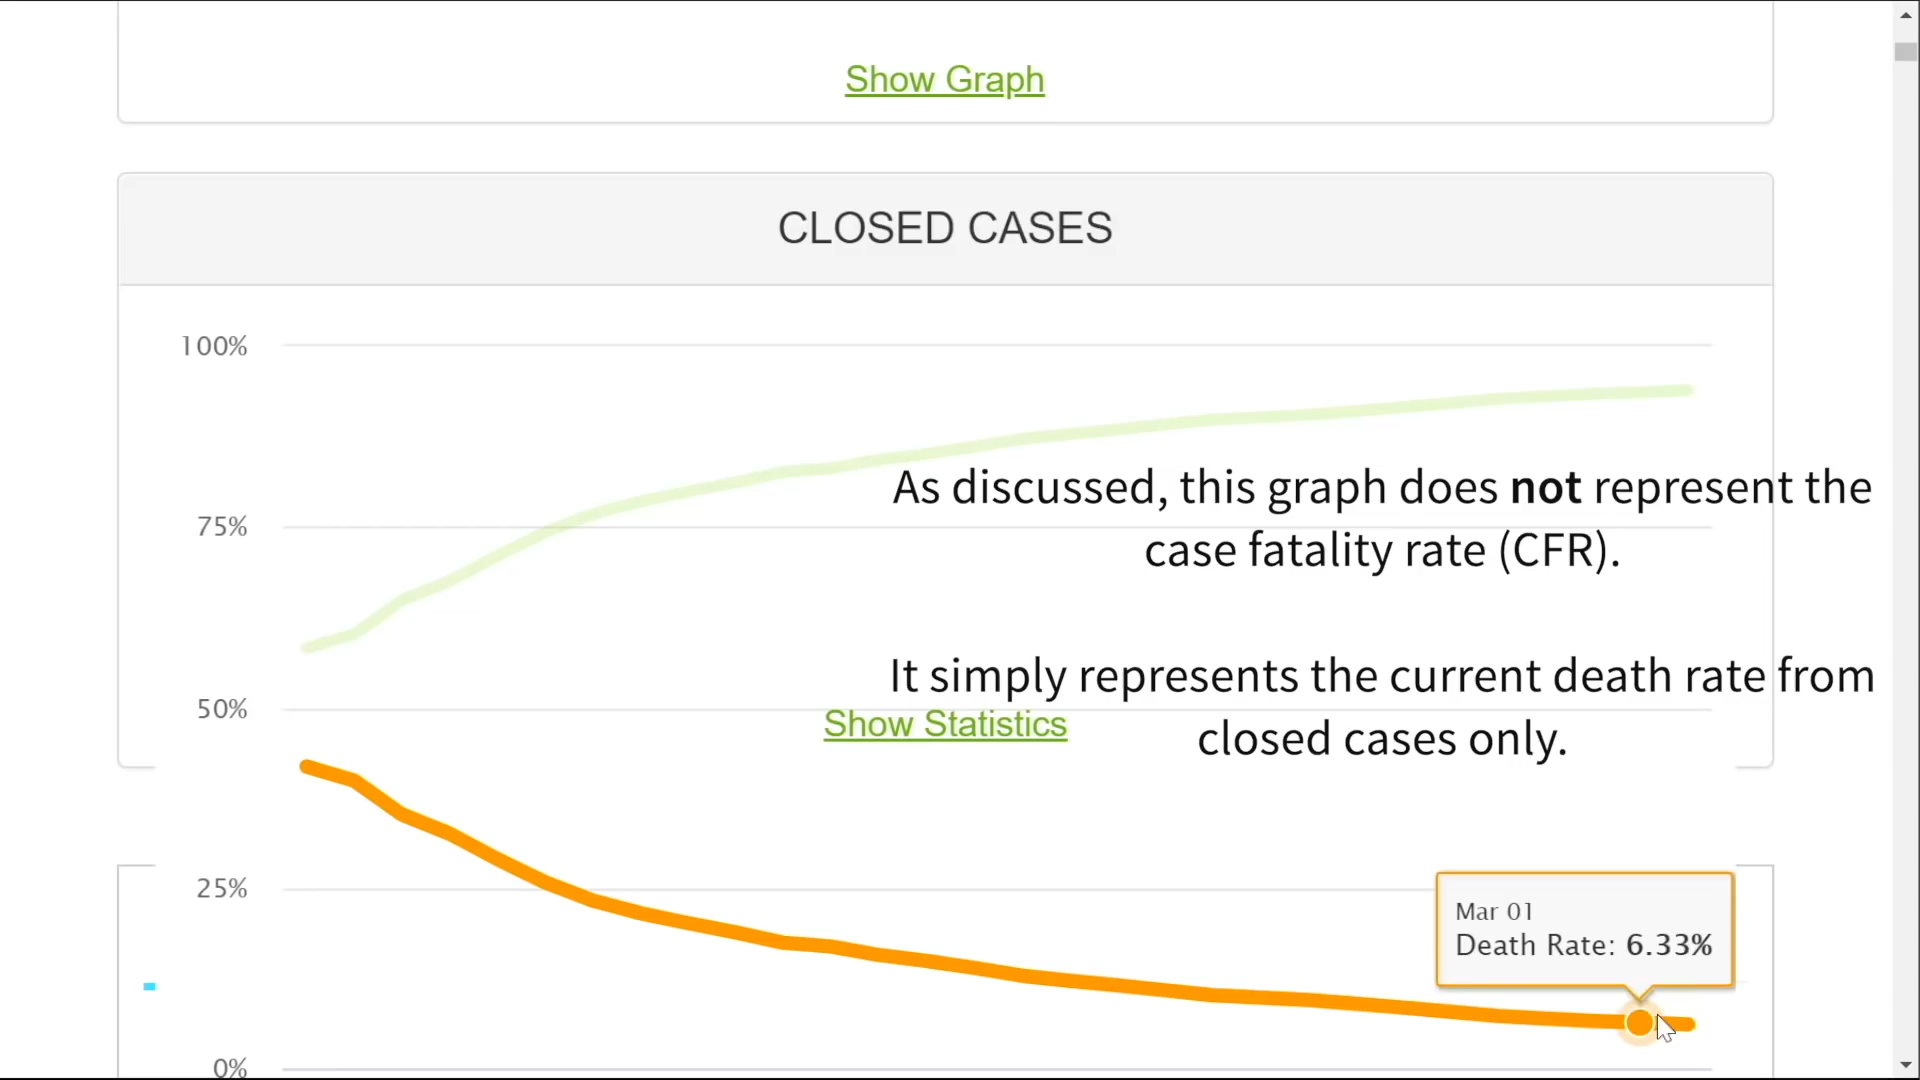 Show Graph
CLOSED CASES
100%
As discussed, this graph does not represent the
75%
case fatality rate (CFR).
It simply represents the current death rate from
50%
Show Statistics
closed cases only.
25%
Mar 01
Death Rate: 6.33%
0%